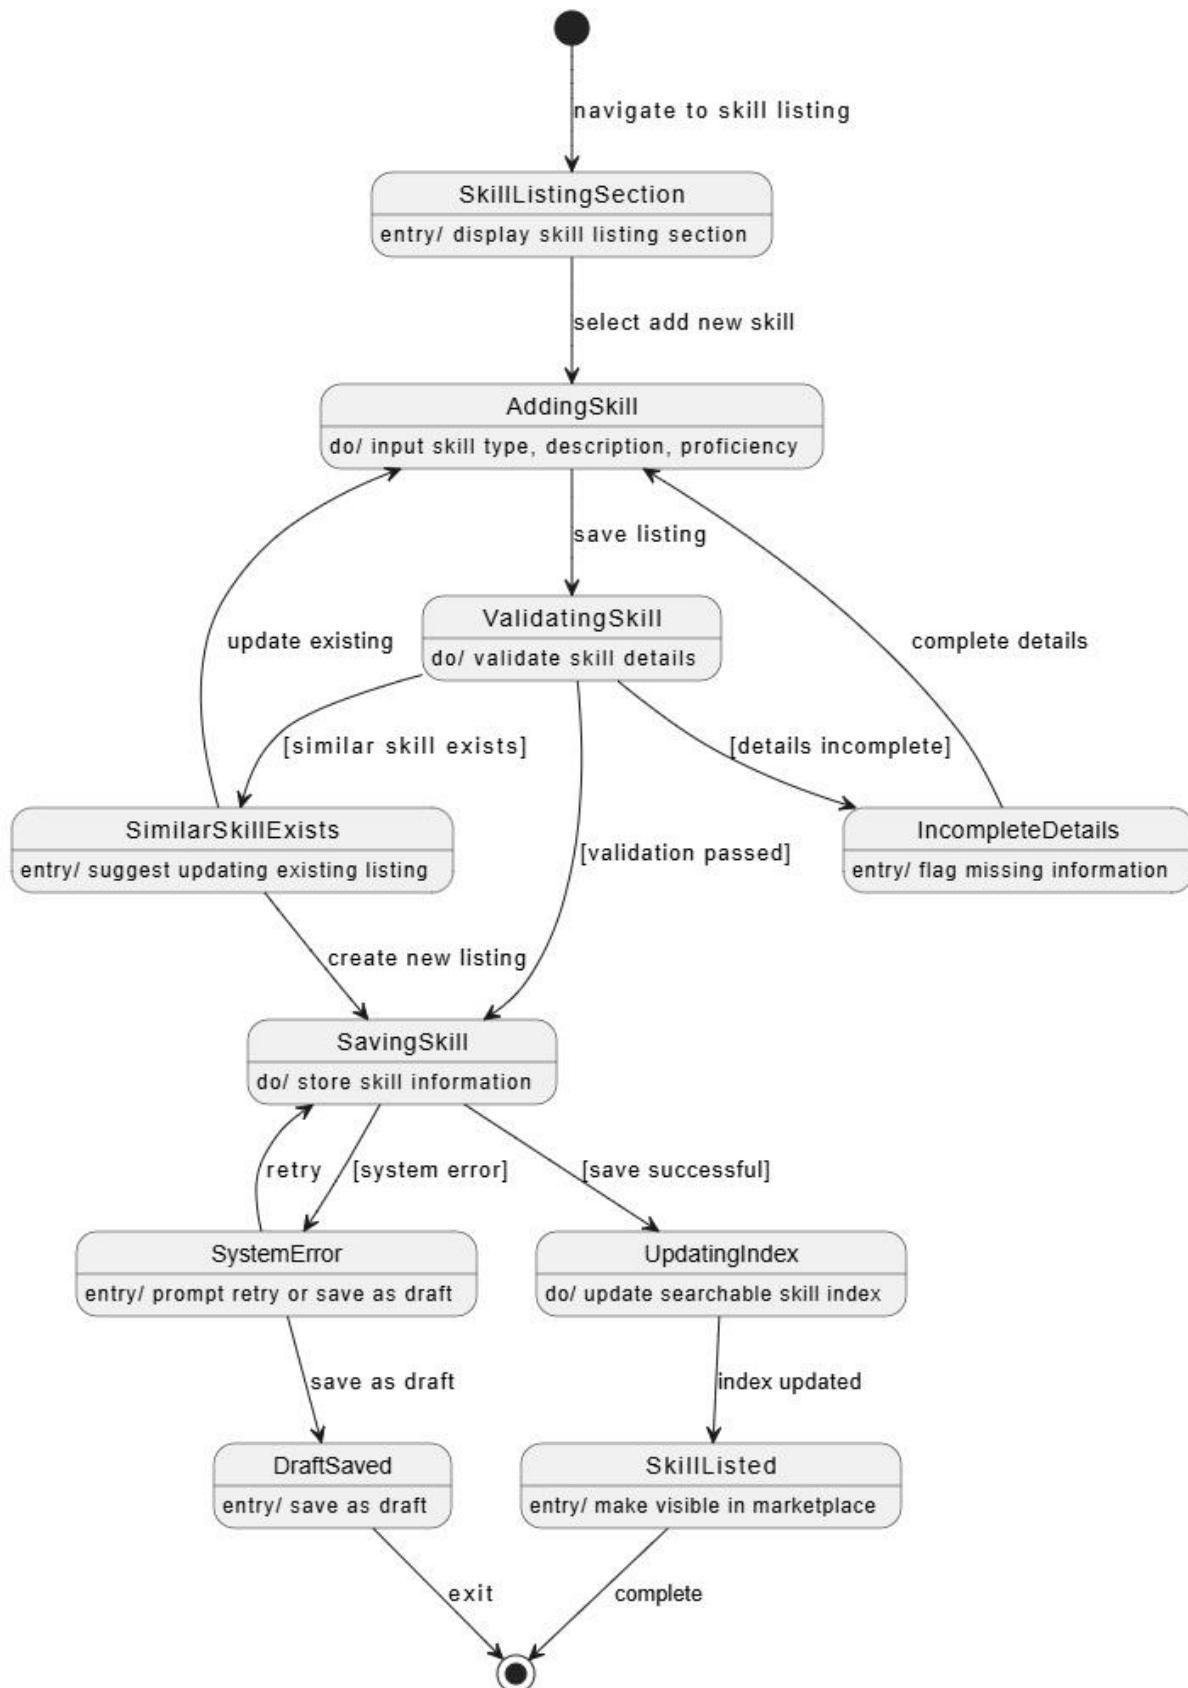 navigate to skill listing
SkillListingSection
entry/ display skill listing section
select add new skill
AddingSkill
do/ input skill type, description, proficiency
save listing
ValidatingSkill
do/ validate skill details
update existing
complete details
[similar skill exists]
[details incomplete]
SimilarSkillExists
entry/ suggest updating existing listing
[validation passed]
IncompleteDetails
entry/ flag missing information
create new listing
SavingSkill
do/ store skill information
retry
[system error]
[save successful]
SystemError
entry/ prompt retry or save as draft
UpdatingIndex
do/ update searchable skill index
save as draft
index updated
DraftSaved
entry/ save as draft
SkillListed
entry/ make visible in marketplace
exit
complete